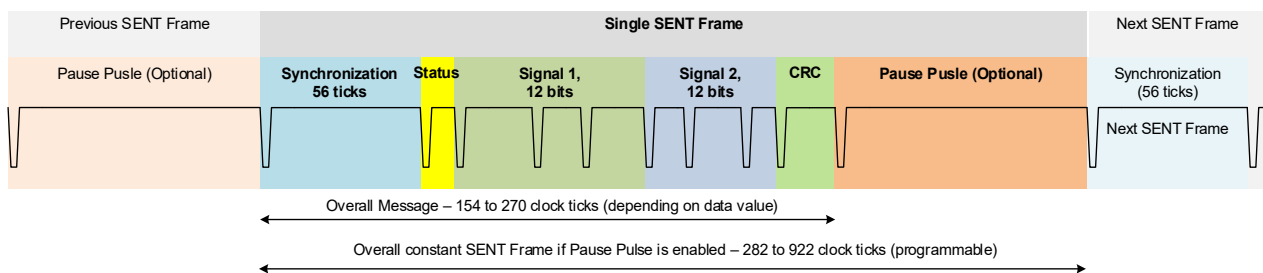 Previous SENT Frame
Single SENT Frame
Next SENT Frame
Pause Pusle (Optional)
Synchronization
56 ticks
Status
Signal 1,
12 bits
Signal 2,
12 bits
CRC
Pause Pusle (Optional)
Synchronization
(56 ticks)
Next SENT Frame
Overall Message – 154 to 270 clock ticks (depending on data value)
Overall constant SENT Frame if Pause Pulse is enabled – 282 to 922 clock ticks (programmable)